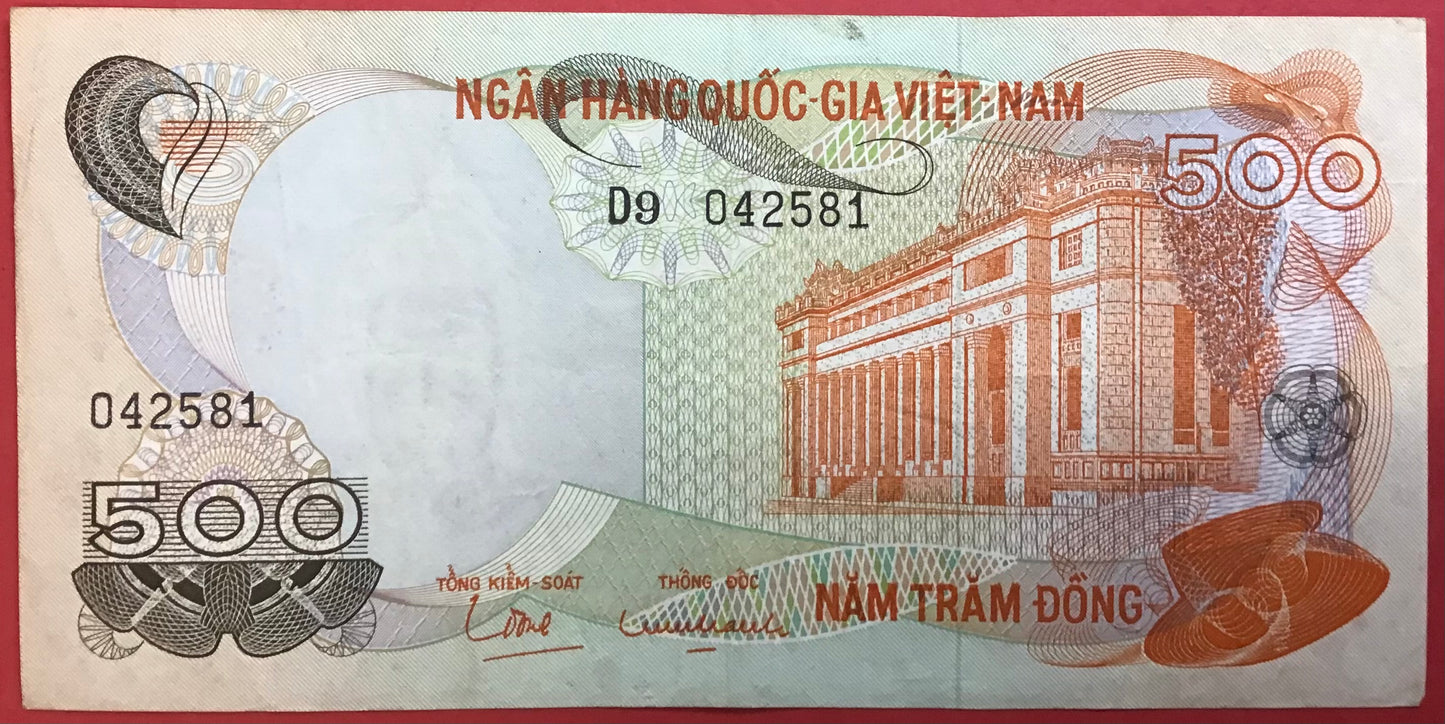 NGÂN-HÀNG QUỐC-GIA VIỆT-NAM
500
D9 042581
042581
500
TỔNG KIỂM-SOÁT
THỐNG ĐỐC
NĂM TRĂM ĐỒNG